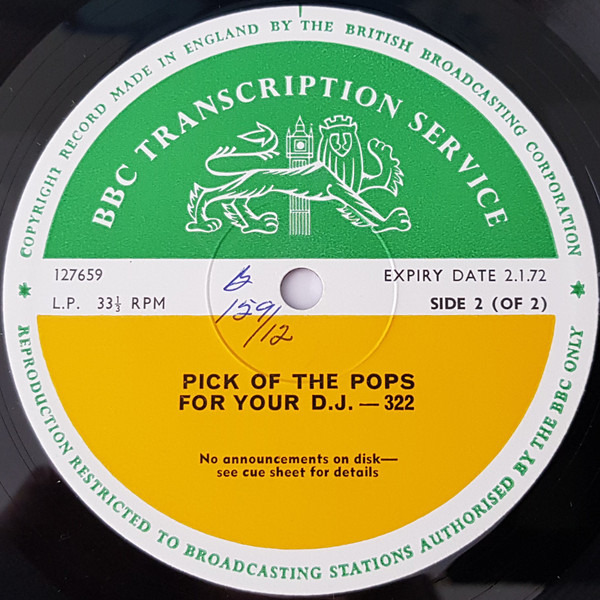 COPYRIGHT RECORD MADE IN ENGLAND BY THE BRITISH BROADCASTING CORPORATION
BBC TRANSCRIPTION SERVICE
127659
EXPIRY DATE 2.1.72
L.P. 33⅓ RPM
SIDE 2 (OF 2)
159/12
PICK OF THE POPS
FOR YOUR D.J. — 322
No announcements on disk—
see cue sheet for details
REPRODUCTION RESTRICTED TO BROADCASTING STATIONS AUTHORISED BY THE BBC ONLY